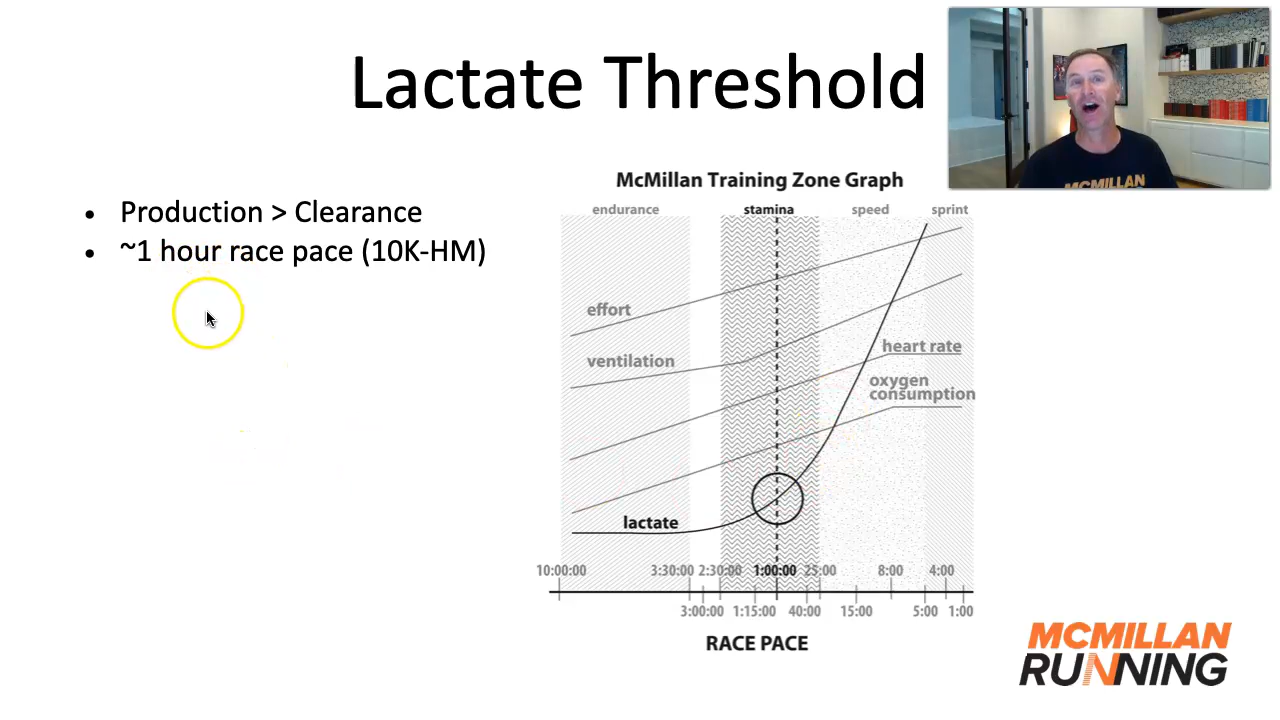 Lactate Threshold
• Production > Clearance
• ~1 hour race pace (10K-HM)
McMillan Training Zone Graph
endurance stamina speed sprint
effort
ventilation
heart rate
oxygen
consumption
lactate
10:00:00 3:30:00 2:30:00 1:00:00 25:00 8:00 4:00
3:00:00 1:15:00 40:00 15:00 5:00 1:00
RACE PACE
MCMILLAN
MCMILLAN
RUNNING